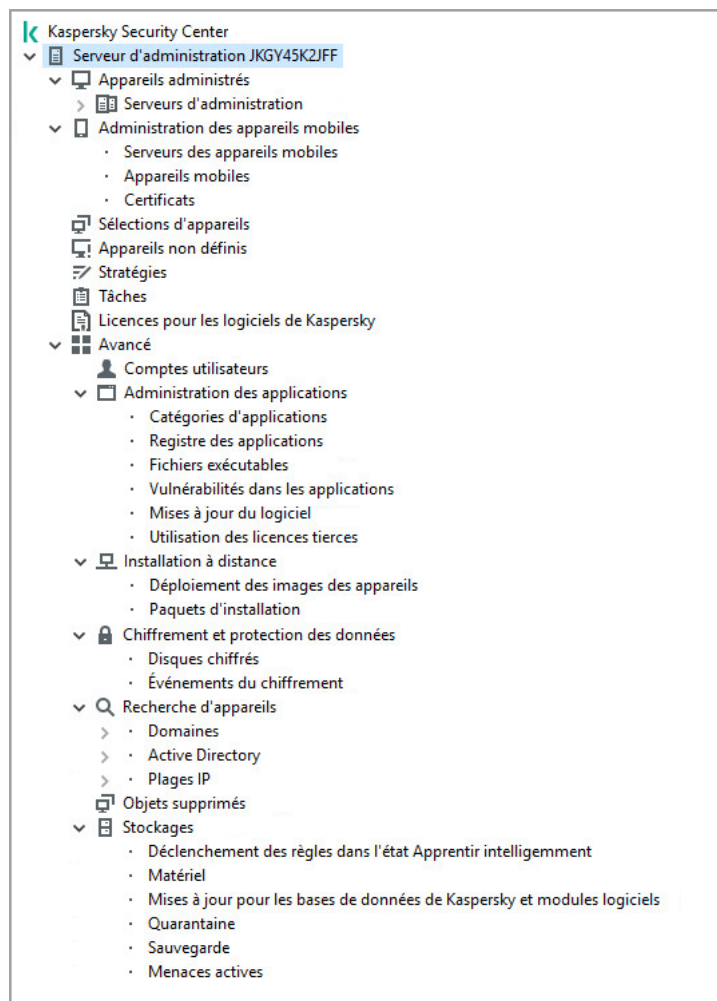 Kaspersky Security Center
Serveur d'administration JKGY45K2JFF
Appareils administrés
Serveurs d'administration
Administration des appareils mobiles
Serveurs des appareils mobiles
Appareils mobiles
Certificats
Sélections d'appareils
Appareils non définis
Stratégies
Tâches
Licences pour les logiciels de Kaspersky
Avancé
Comptes utilisateurs
Administration des applications
Catégories d'applications
Registre des applications
Fichiers exécutables
Vulnérabilités dans les applications
Mises à jour du logiciel
Utilisation des licences tierces
Installation à distance
Déploiement des images des appareils
Paquets d'installation
Chiffrement et protection des données
Disques chiffrés
Événements du chiffrement
Recherche d'appareils
Domaines
Active Directory
Plages IP
Objets supprimés
Stockages
Déclenchement des règles dans l'état Apprentir intelligemment
Matériel
Mises à jour pour les bases de données de Kaspersky et modules logiciels
Quarantaine
Sauvegarde
Menaces actives